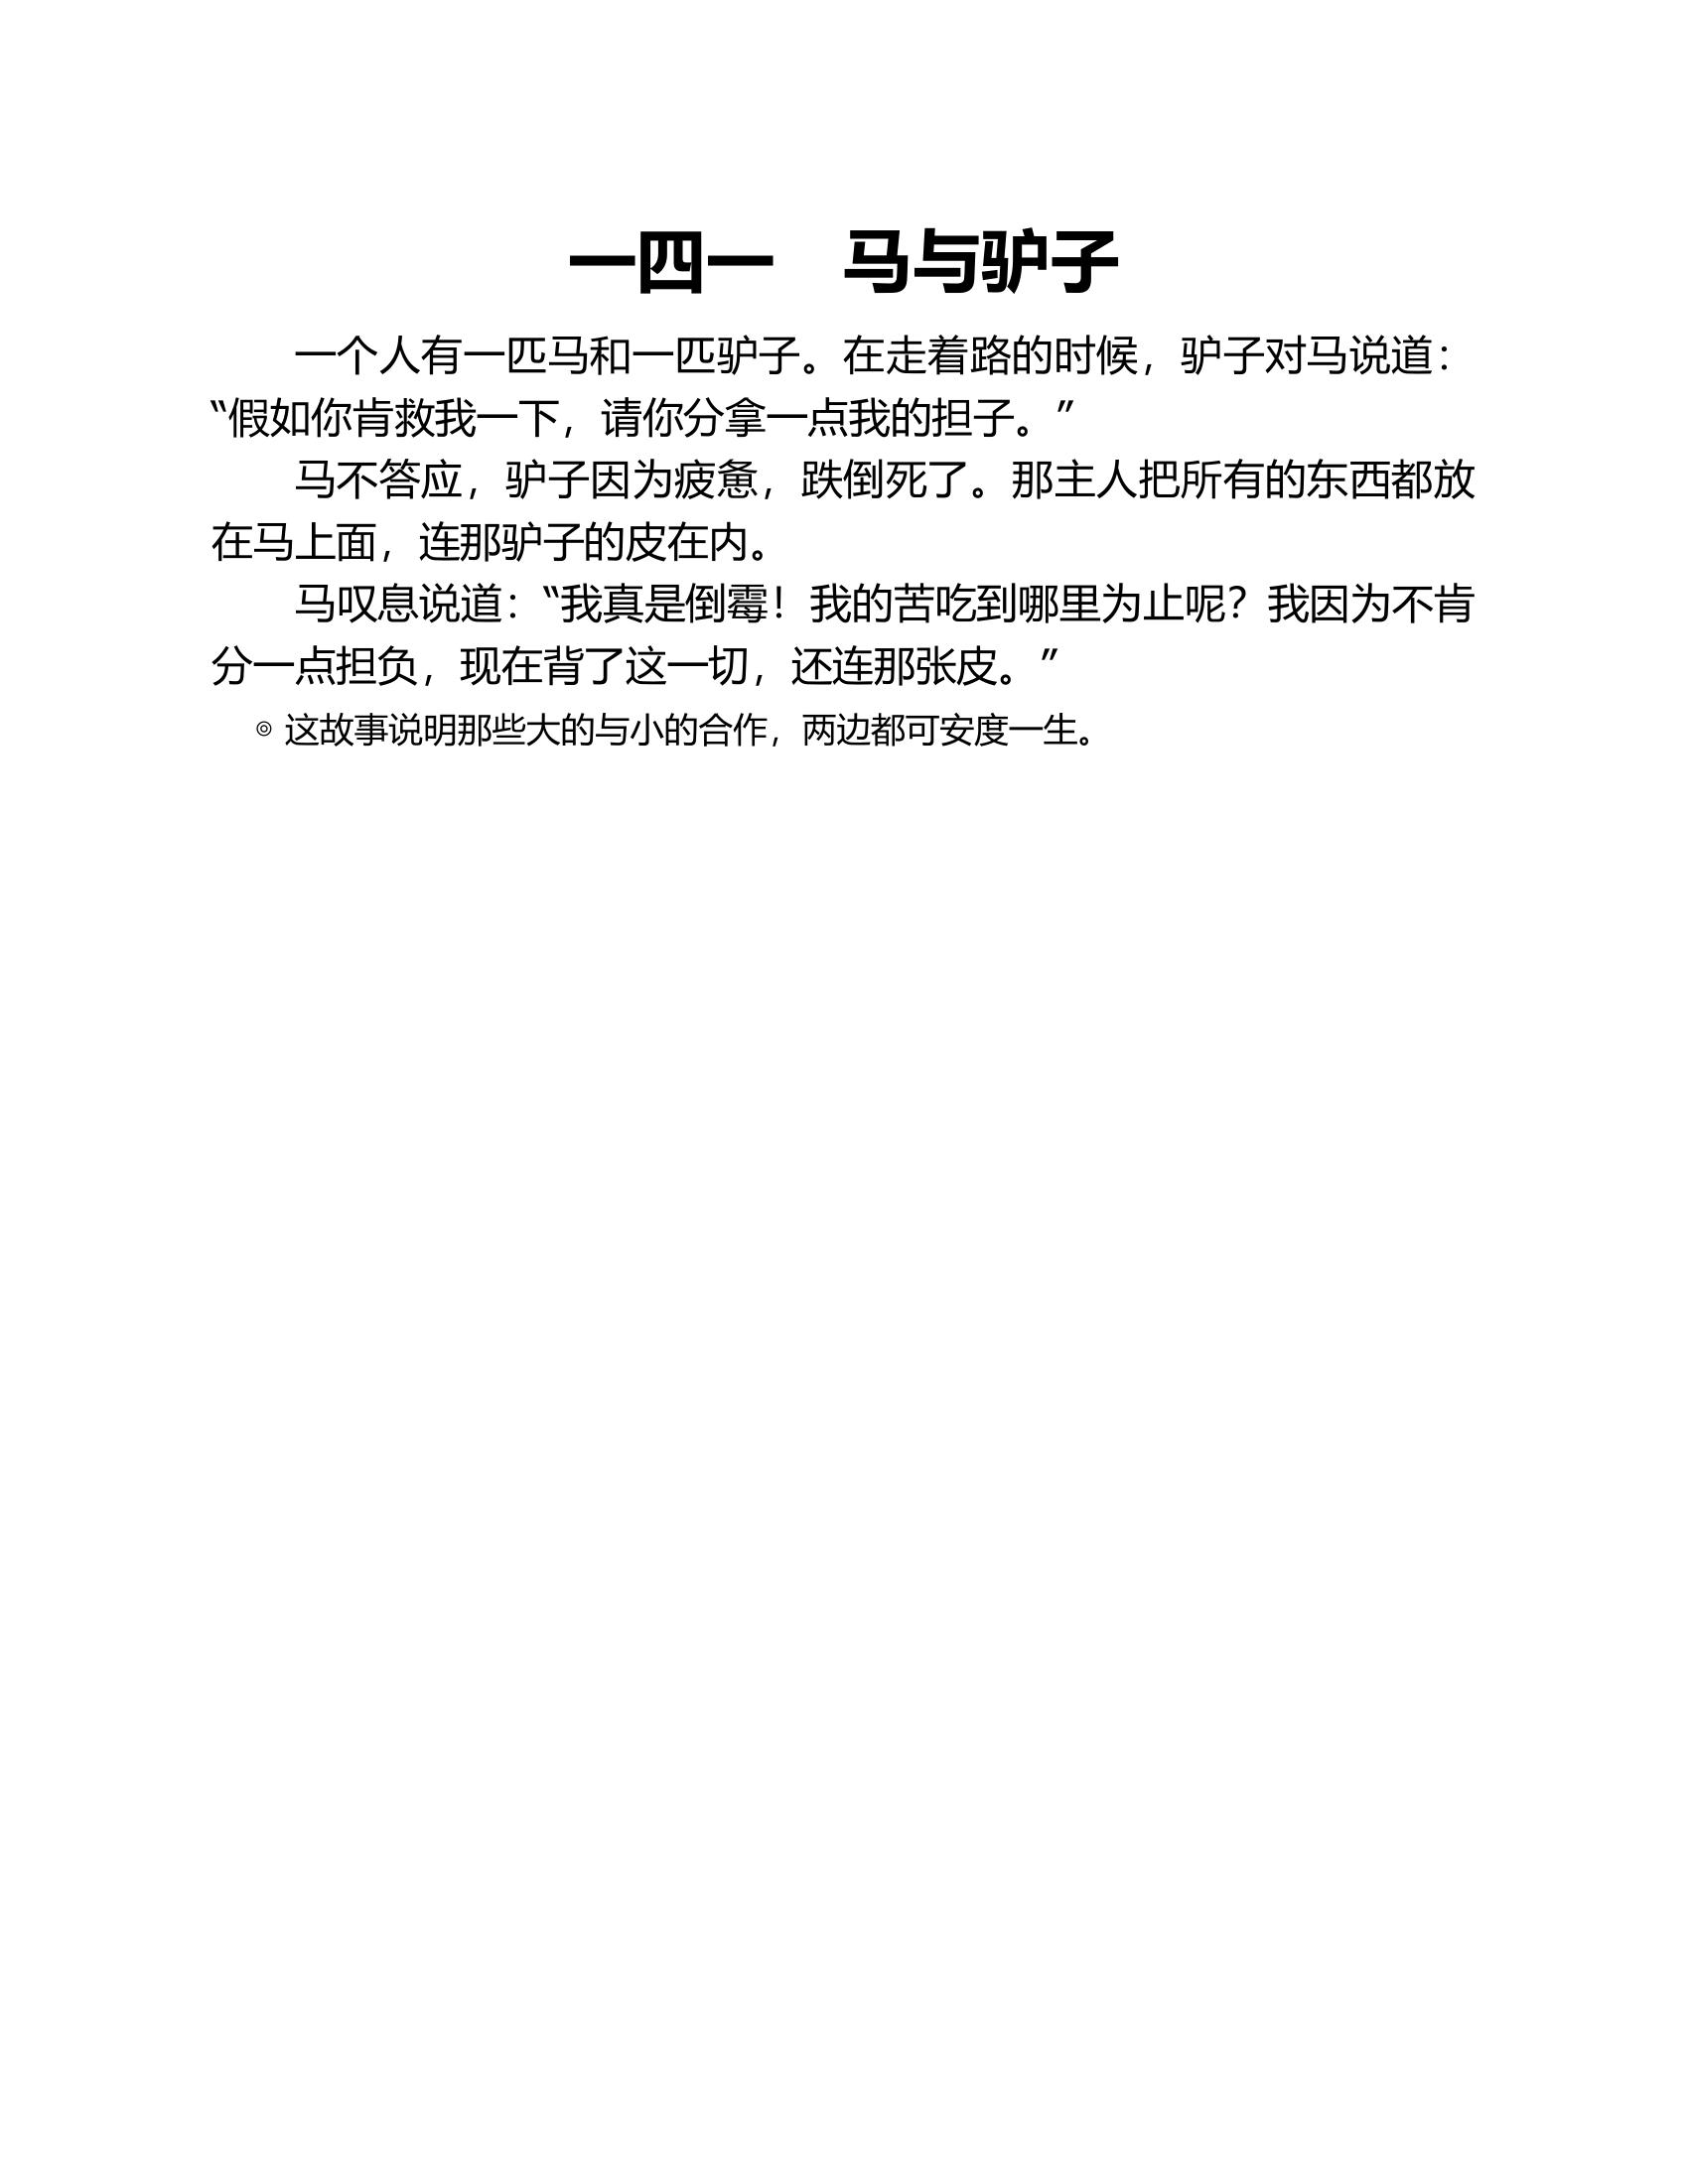 一四一　马与驴子
一个人有一匹马和一匹驴子。在走着路的时候，驴子对马说道：
“假如你肯救我一下，请你分拿一点我的担子。”
马不答应，驴子因为疲惫，跌倒死了。那主人把所有的东西都放
在马上面，连那驴子的皮在内。
马叹息说道：“我真是倒霉！我的苦吃到哪里为止呢？我因为不肯
分一点担负，现在背了这一切，还连那张皮。”
◎ 这故事说明那些大的与小的合作，两边都可安度一生。